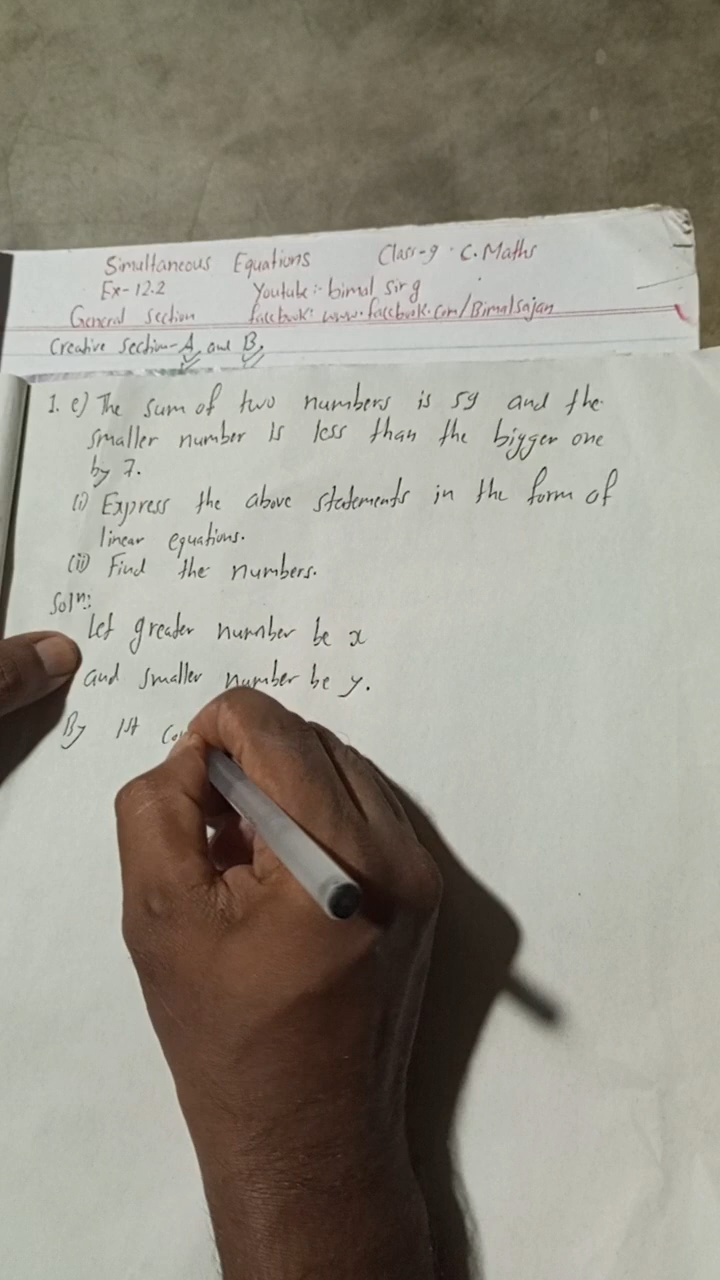 Simultaneous Equations Class-9 C. Maths
Ex-12.2 Youtube:- bimal sir g
General section facebook: www.facebook.com/Bimalsajan
Creative section-A and B.
1. e) The sum of two numbers is 59 and the
smaller number is less than the bigger one
by 7.
(i) Express the above statements in the form of
linear equations.
(ii) Find the numbers.
Solⁿ:
Let greater number be x
and smaller number be y.
By 1st